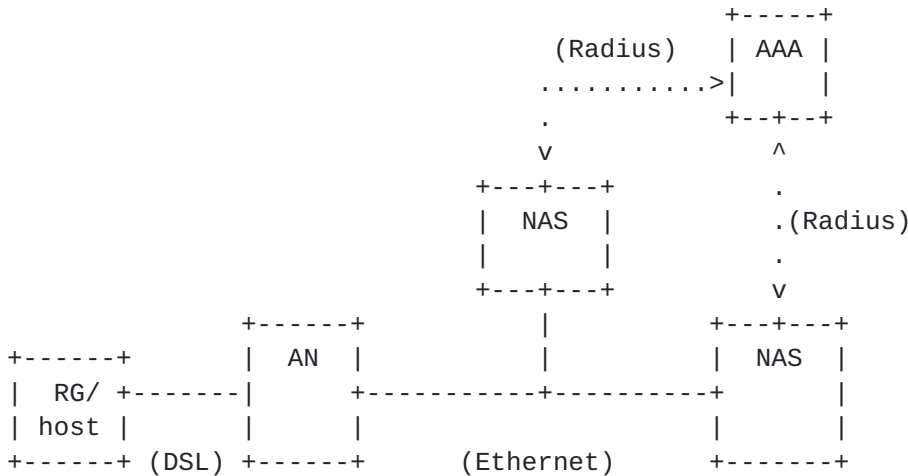 (Radius) AAA
NAS
(Radius)
AN NAS
RG/
host
(DSL) (Ethernet)